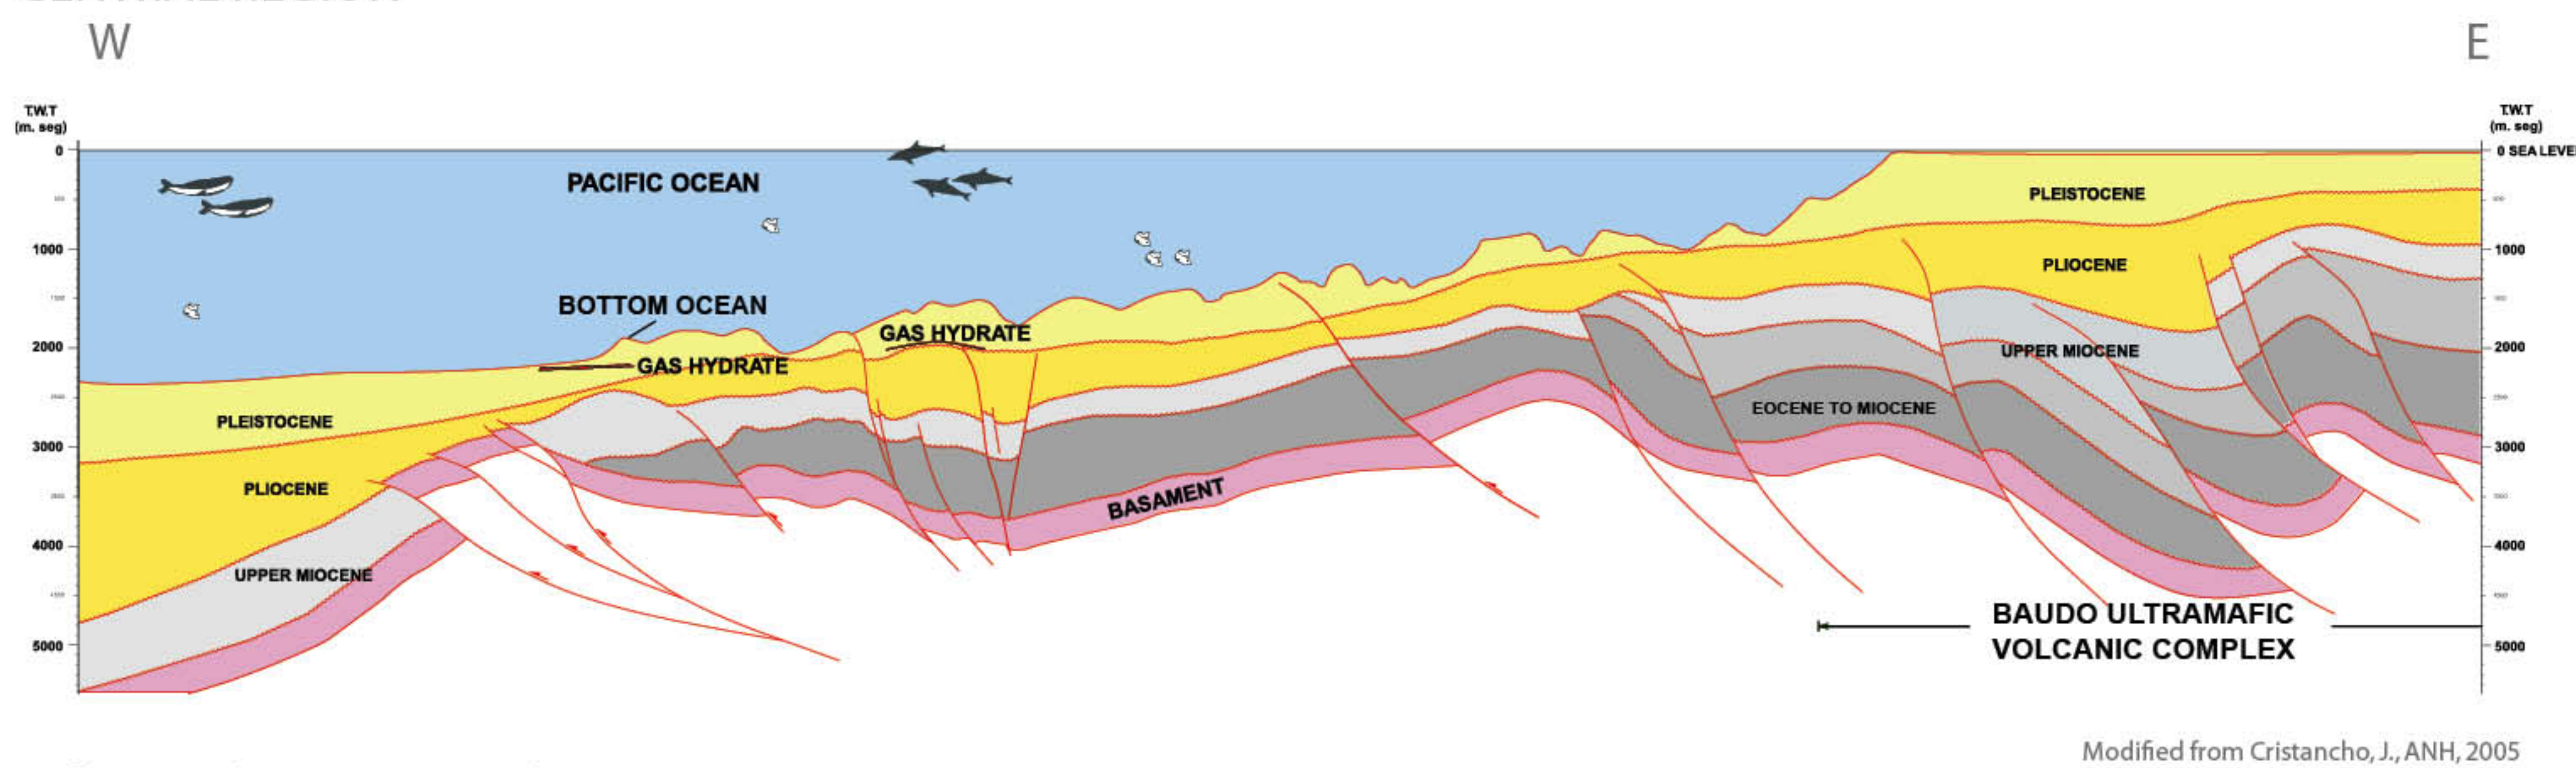 W
E
T.W.T
(m. seg)
T.W.T
(m. seg)
0
0 SEA LEVE
PACIFIC OCEAN
PLEISTOCENE
1000
1000
PLIOCENE
BOTTOM OCEAN
GAS HYDRATE
2000
2000
UPPER MIOCENE
GAS HYDRATE
EOCENE TO MIOCENE
PLEISTOCENE
3000
3000
PLIOCENE
BASAMENT
4000
4000
UPPER MIOCENE
BAUDO ULTRAMAFIC
VOLCANIC COMPLEX
5000
5000
Modified from Cristancho, J., ANH, 2005